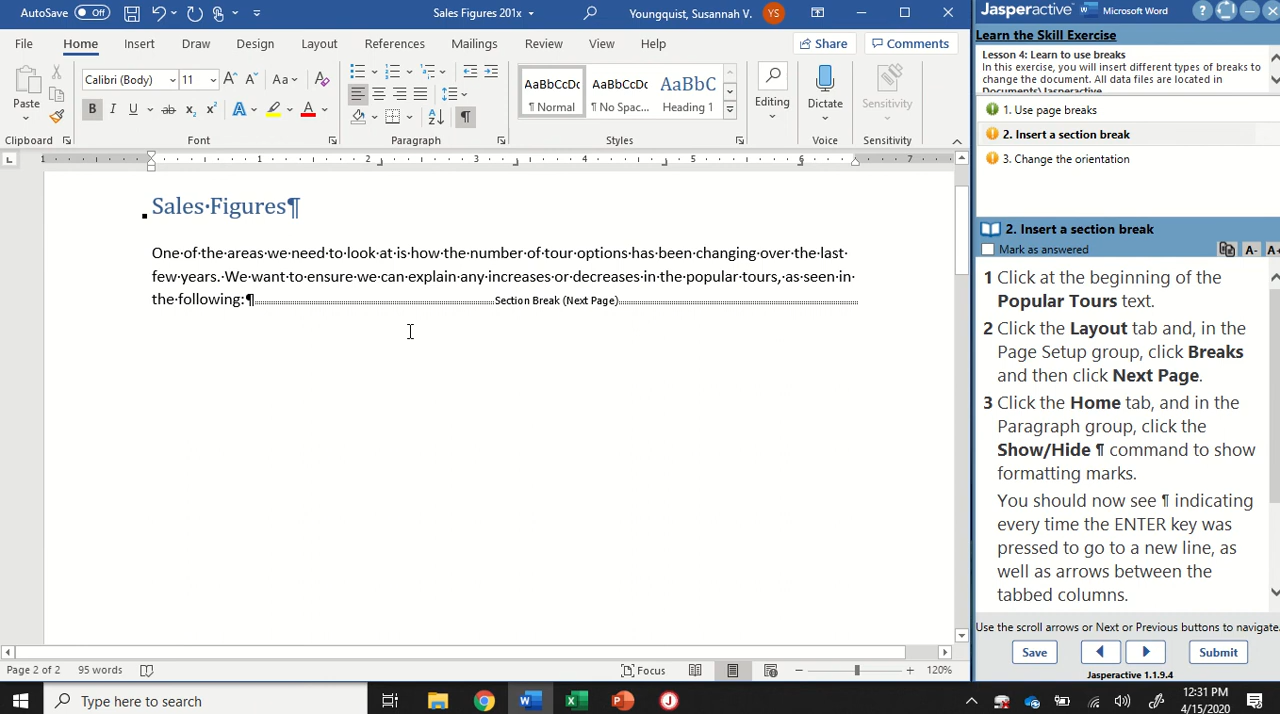 AutoSave Off Sales Figures 201x Youngquist, Susannah V. YS
File Home Insert Draw Design Layout References Mailings Review View Help Share Comments
Paste Calibri (Body) 11 Aa AaBbCcDc AaBbCcDc AaBbC Editing Dictate Sensitivity
¶ Normal ¶ No Spac... Heading 1
Clipboard Font Paragraph Styles Voice Sensitivity
1 1 2 3 4 5 6 7
Sales·Figures¶
One·of·the·areas·we·need·to·look·at·is·how·the·number·of·tour·options·has·been·changing·over·the·last·
few·years.·We·want·to·ensure·we·can·explain·any·increases·or·decreases·in·the·popular·tours,·as·seen·in·
the·following:¶ Section Break (Next Page)
Page 2 of 2 95 words Focus 120%
Jasperactive Microsoft Word
Learn the Skill Exercise
Lesson 4: Learn to use breaks
In this exercise, you will insert different types of breaks to
change the document. All data files are located in
Documents\Jasperactive
1. Use page breaks
2. Insert a section break
3. Change the orientation
2. Insert a section break
Mark as answered A- A+
1 Click at the beginning of the
Popular Tours text.
2 Click the Layout tab and, in the
Page Setup group, click Breaks
and then click Next Page.
3 Click the Home tab, and in the
Paragraph group, click the
Show/Hide ¶ command to show
formatting marks.
You should now see ¶ indicating
every time the ENTER key was
pressed to go to a new line, as
well as arrows between the
tabbed columns.
Use the scroll arrows or Next or Previous buttons to navigate.
Save Submit
Jasperactive 1.1.9.4
Type here to search
12:31 PM
4/15/2020